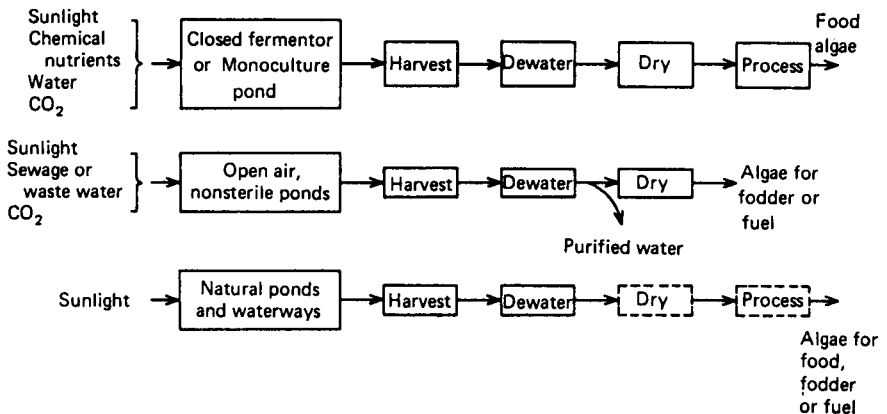 Sunlight
Chemical
nutrients
Water
CO₂
Closed fermentor
or Monoculture
pond
Harvest
Dewater
Dry
Process
Food
algae
Sunlight
Sewage or
waste water
CO₂
Open air,
nonsterile ponds
Harvest
Dewater
Dry
Algae for
fodder or
fuel
Purified water
Sunlight
Natural ponds
and waterways
Harvest
Dewater
Dry
Process
Algae for
food,
fodder
or fuel